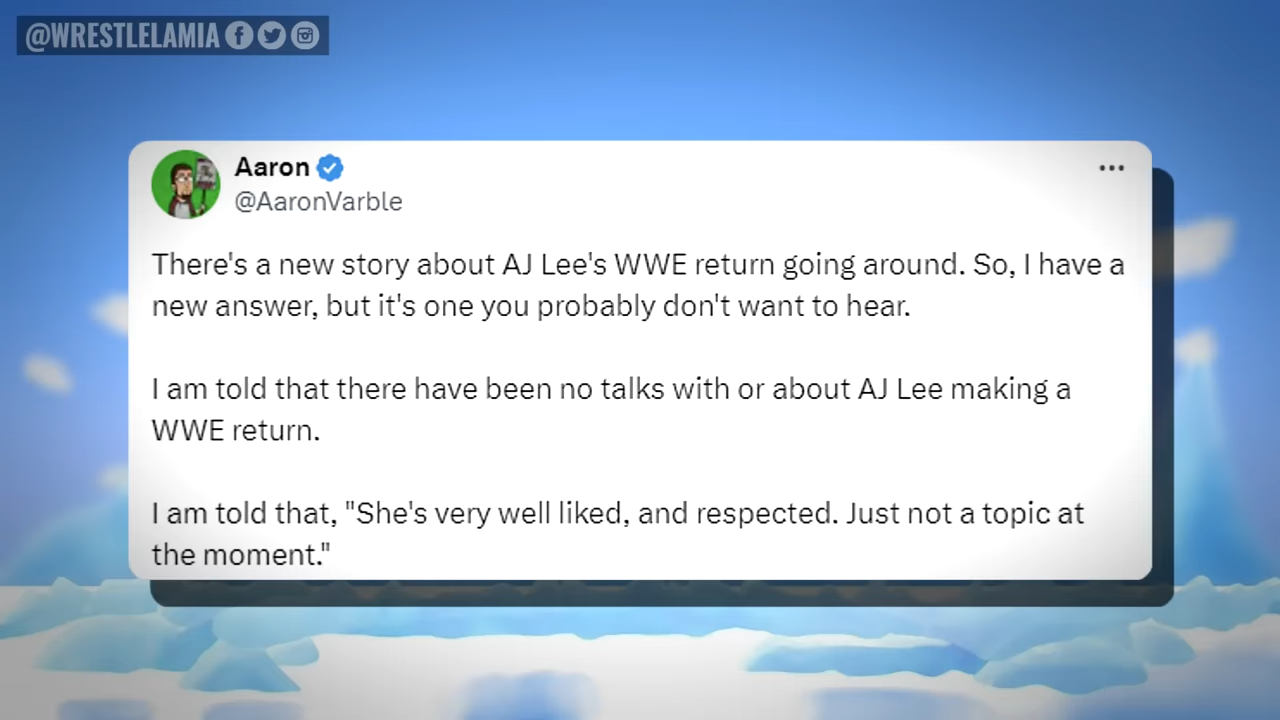 @WRESTLELAMIA
Aaron
@AaronVarble
There's a new story about AJ Lee's WWE return going around. So, I have a
new answer, but it's one you probably don't want to hear.
I am told that there have been no talks with or about AJ Lee making a
WWE return.
I am told that, "She's very well liked, and respected. Just not a topic at
the moment."